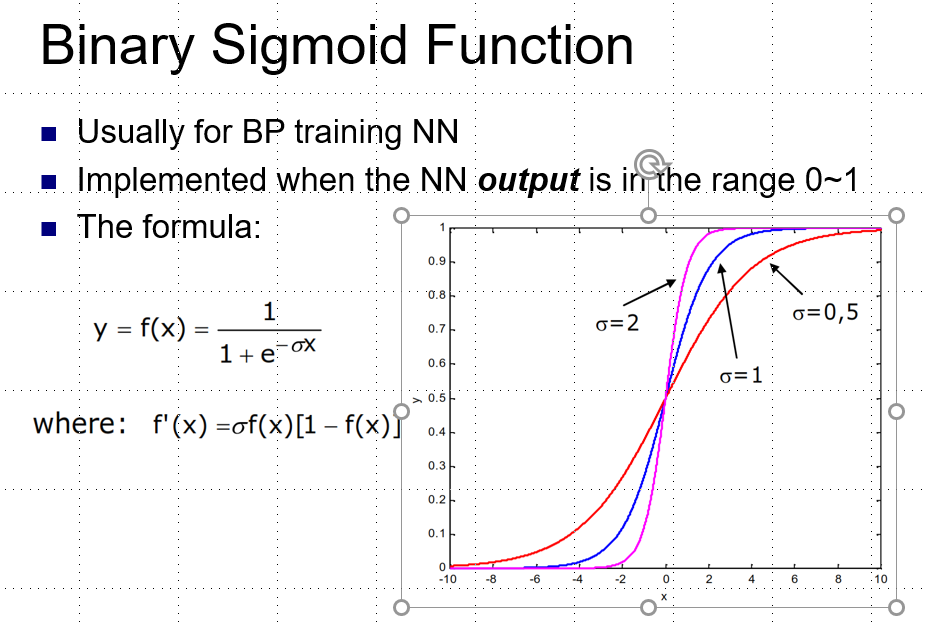 Binary Sigmoid Function
Usually for BP training NN
Implemented when the NN output is in the range 0~1
The formula:
y = f(x) = 1 / (1 + e^−σx)
where: f'(x) =σf(x)[1 − f(x)]
1
0.9
0.8
0.7
0.6
0.5
0.4
0.3
0.2
0.1
0
y
σ=2
σ=1
σ=0,5
-10 -8 -6 -4 -2 0 2 4 6 8 10
x